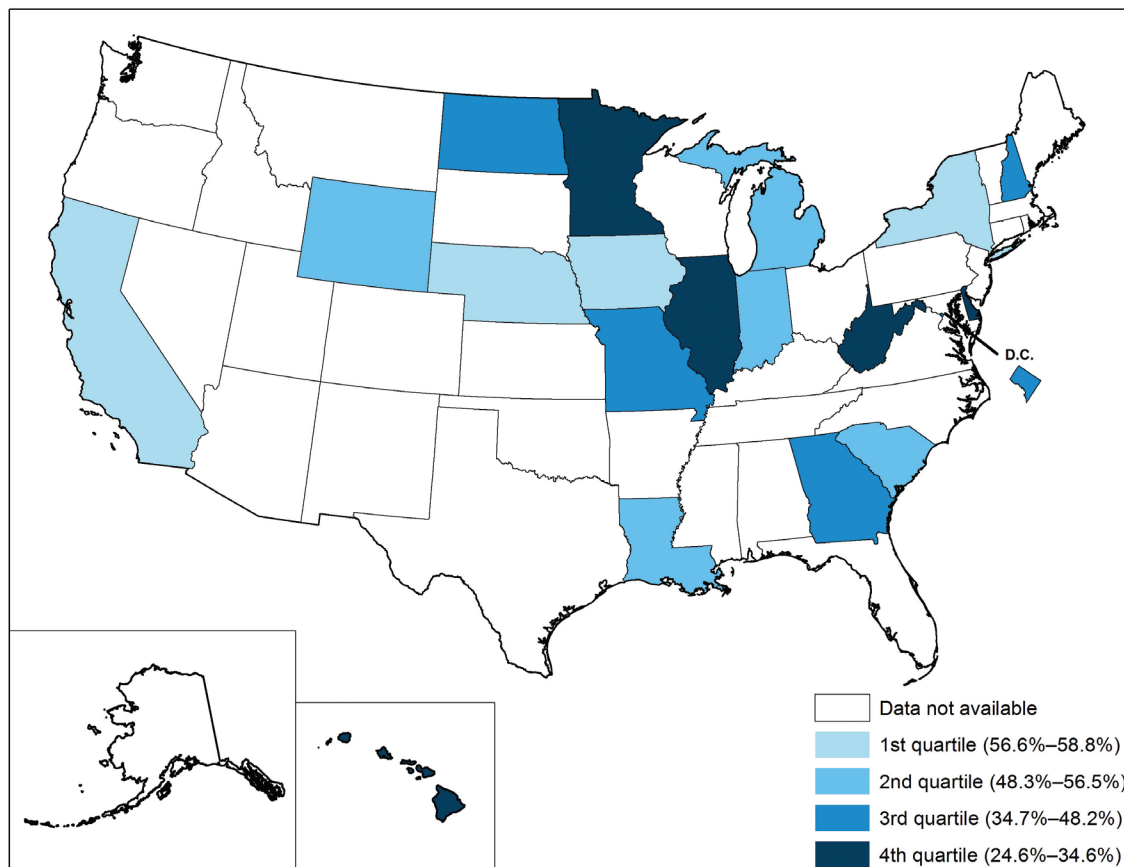 D.C.
Data not available
1st quartile (56.6%–58.8%)
2nd quartile (48.3%–56.5%)
3rd quartile (34.7%–48.2%)
4th quartile (24.6%–34.6%)